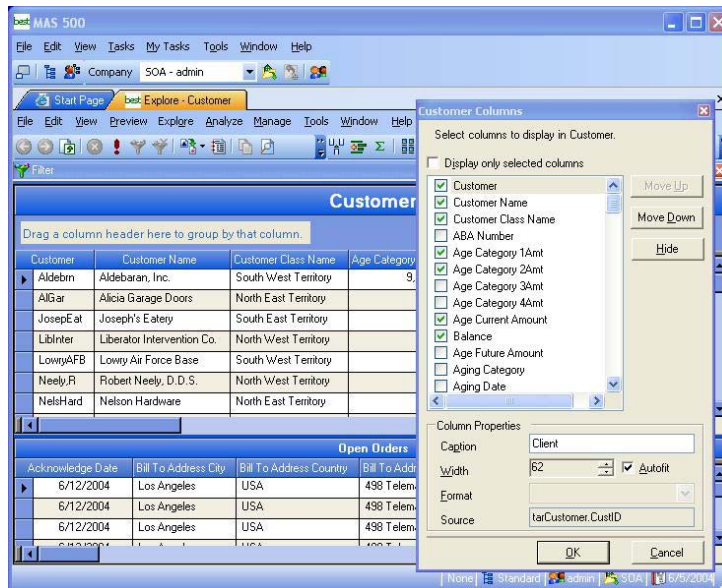 best MAS 500
File Edit View Tasks My Tasks Tools Window Help
Company SOA - admin
Start Page best Explore - Customer
File Edit View Preview Explore Analyze Manage Tools Window Help
Filter
Customer
Drag a column header here to group by that column.
Customer Customer Name Customer Class Name Age Category
Aldebrn Aldebaran, Inc. South West Territory 9,
AlGar Alicia Garage Doors North East Territory
JosepEat Joseph's Eatery South East Territory
LibInter Liberator Intervention Co. North West Territory
LowryAFB Lowry Air Force Base South West Territory
Neely,R Robert Neely, D.D.S. North West Territory
NelsHard Nelson Hardware North East Territory
Open Orders
Acknowledge Date Bill To Address City Bill To Address Country Bill To Addr
6/12/2004 Los Angeles USA 498 Telem
6/12/2004 Los Angeles USA 498 Telem
6/12/2004 Los Angeles USA 498 Telem
Customer Columns
Select columns to display in Customer.
Display only selected columns
Customer
Customer Name
Customer Class Name
ABA Number
Age Category 1Amt
Age Category 2Amt
Age Category 3Amt
Age Category 4Amt
Age Current Amount
Balance
Age Future Amount
Aging Category
Aging Date
Move Up
Move Down
Hide
Column Properties
Caption Client
Width 62 Autofit
Format
Source tarCustomer.CustID
OK Cancel
[None] Standard admin SOA 6/5/2004